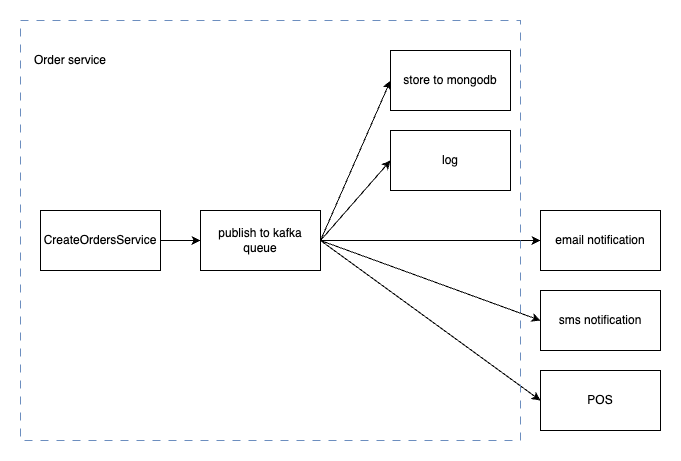 Order service
store to mongodb
log
CreateOrdersService
publish to kafka
queue
email notification
sms notification
POS